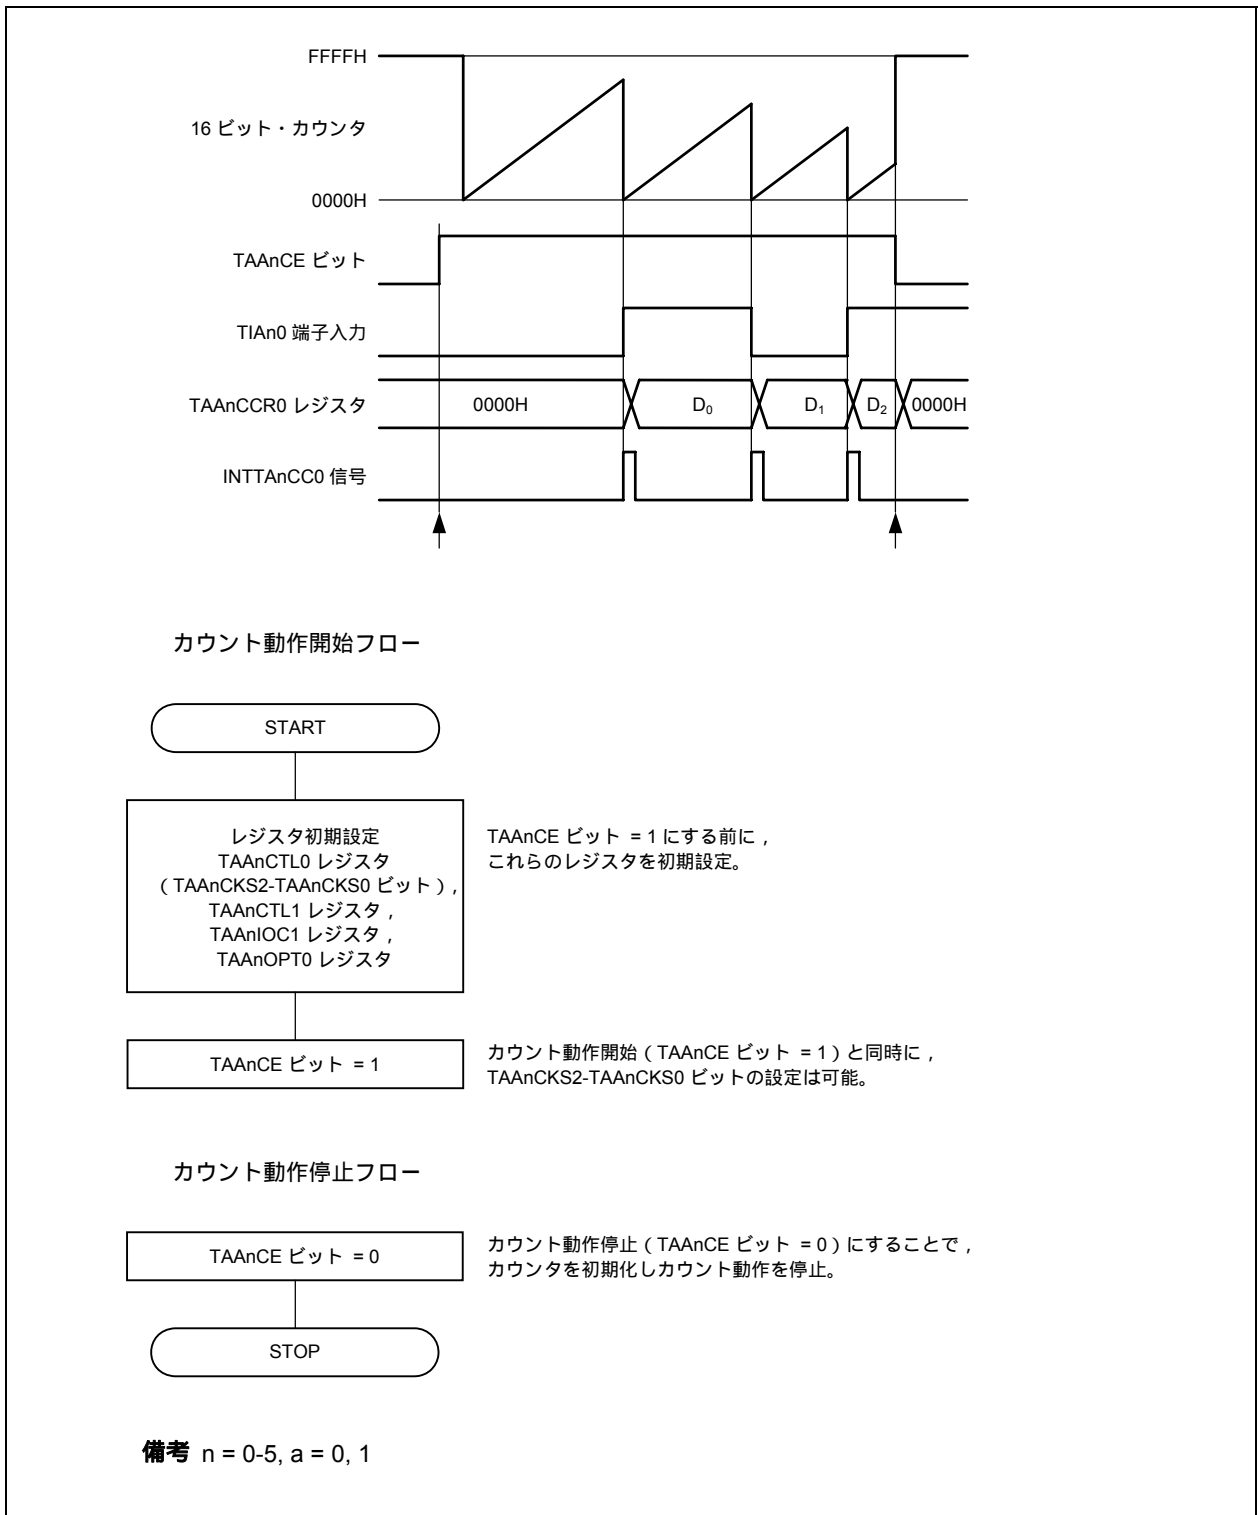 FFFFH
16 ビット・カウンタ
0000H
TAAnCE ビット
TIAn0 端子入力
TAAnCCR0 レジスタ
0000H
D₀
D₁
D₂
0000H
INTTAnCC0 信号
カウント動作開始フロー
START
レジスタ初期設定
TAAnCTL0 レジスタ
(TAAnCKS2-TAAnCKS0 ビット),
TAAnCTL1 レジスタ,
TAAnIOC1 レジスタ,
TAAnOPT0 レジスタ
TAAnCE ビット = 1 にする前に,
これらのレジスタを初期設定。
TAAnCE ビット = 1
カウント動作開始(TAAnCE ビット = 1)と同時に,
TAAnCKS2-TAAnCKS0 ビットの設定は可能。
カウント動作停止フロー
TAAnCE ビット = 0
カウント動作停止(TAAnCE ビット = 0)にすることで,
カウンタを初期化しカウント動作を停止。
STOP
備考 n = 0-5, a = 0, 1